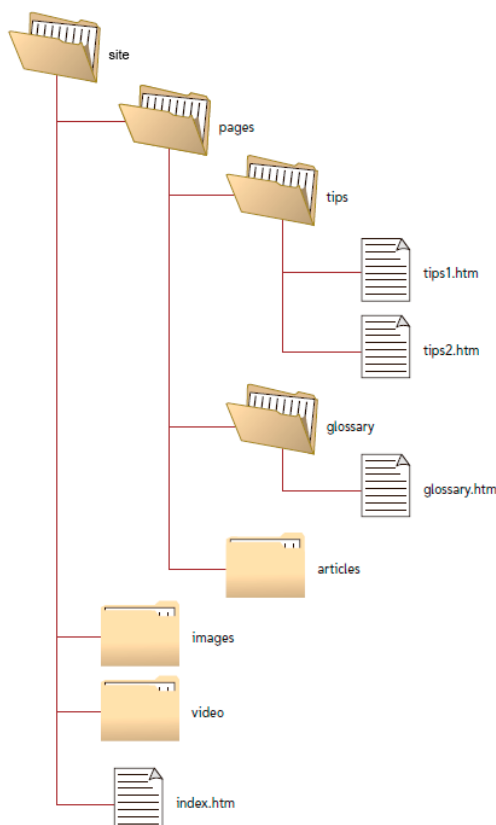 site
pages
tips
tips1.htm
tips2.htm
glossary
glossary.htm
articles
images
video
index.htm